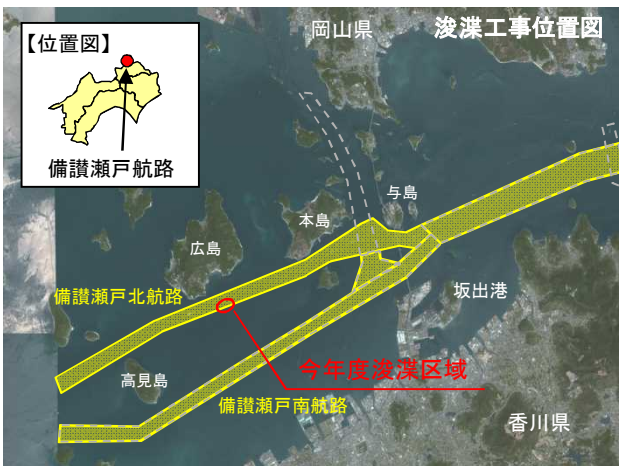 浚渫工事位置図
岡山県
【位置図】
備讃瀬戸航路
与島
本島
広島
坂出港
備讃瀬戸北航路
今年度浚渫区域
高見島
備讃瀬戸南航路
香川県